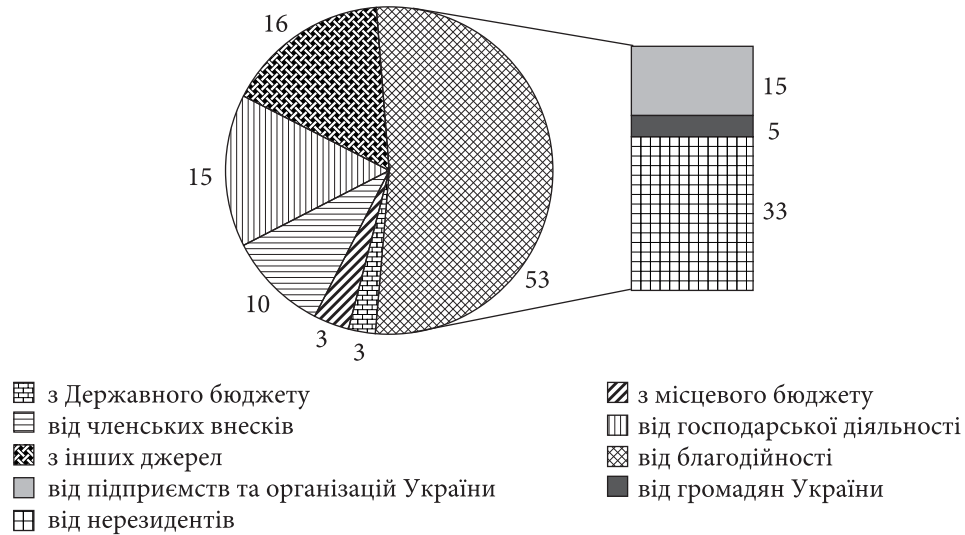 16
15
5
15
33
53
10
3
3
з Державного бюджету
з місцевого бюджету
від членських внесків
від господарської діяльності
з інших джерел
від благодійності
від підприємств та організацій України
від громадян України
від нерезидентів